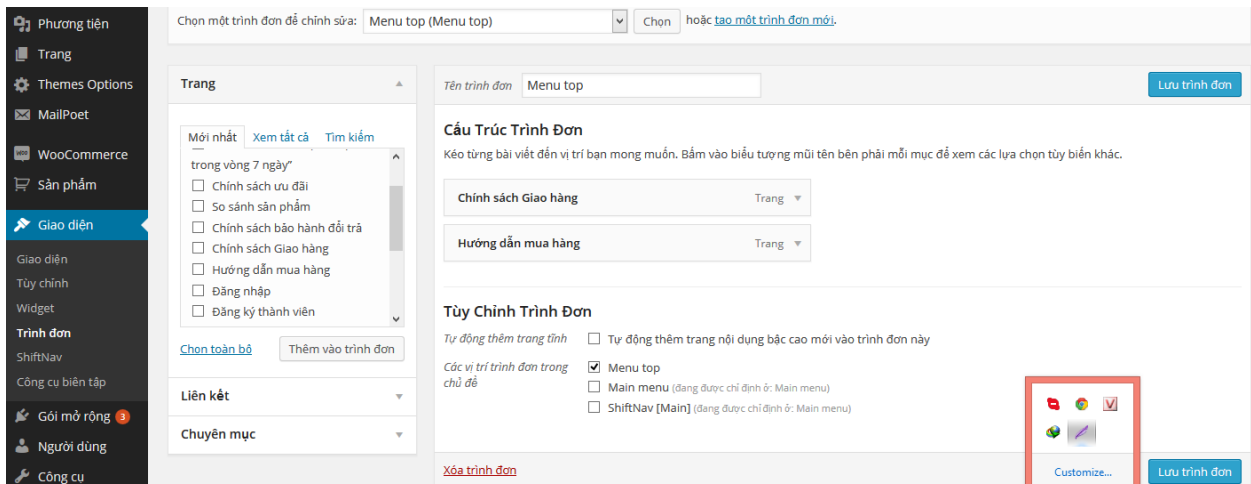 Phương tiện
Trang
Themes Options
MailPoet
WooCommerce
Sản phẩm
Giao diện
Giao diện
Tùy chỉnh
Widget
Trình đơn
ShiftNav
Công cụ biên tập
Gói mở rộng 3
Người dùng
Công cụ
Chọn một trình đơn để chỉnh sửa: Menu top (Menu top) Chọn hoặc tạo một trình đơn mới.
Trang
Mới nhất Xem tất cả Tìm kiếm
trong vòng 7 ngày"
Chính sách ưu đãi
So sánh sản phẩm
Chính sách bảo hành đổi trả
Chính sách Giao hàng
Hướng dẫn mua hàng
Đăng nhập
Đăng ký thành viên
Chọn toàn bộ Thêm vào trình đơn
Liên kết
Chuyên mục
Tên trình đơn Menu top Lưu trình đơn
Cấu Trúc Trình Đơn
Kéo từng bài viết đến vị trí bạn mong muốn. Bấm vào biểu tượng mũi tên bên phải mỗi mục để xem các lựa chọn tùy biến khác.
Chính sách Giao hàng Trang
Hướng dẫn mua hàng Trang
Tùy Chỉnh Trình Đơn
Tự động thêm trang tĩnh Tự động thêm trang nội dụng bậc cao mới vào trình đơn này
Các vị trí trình đơn trong Menu top
chủ đề
Main menu (đang được chỉ định ở: Main menu)
ShiftNav [Main] (đang được chỉ định ở: Main menu)
Customize...
Xóa trình đơn Lưu trình đơn